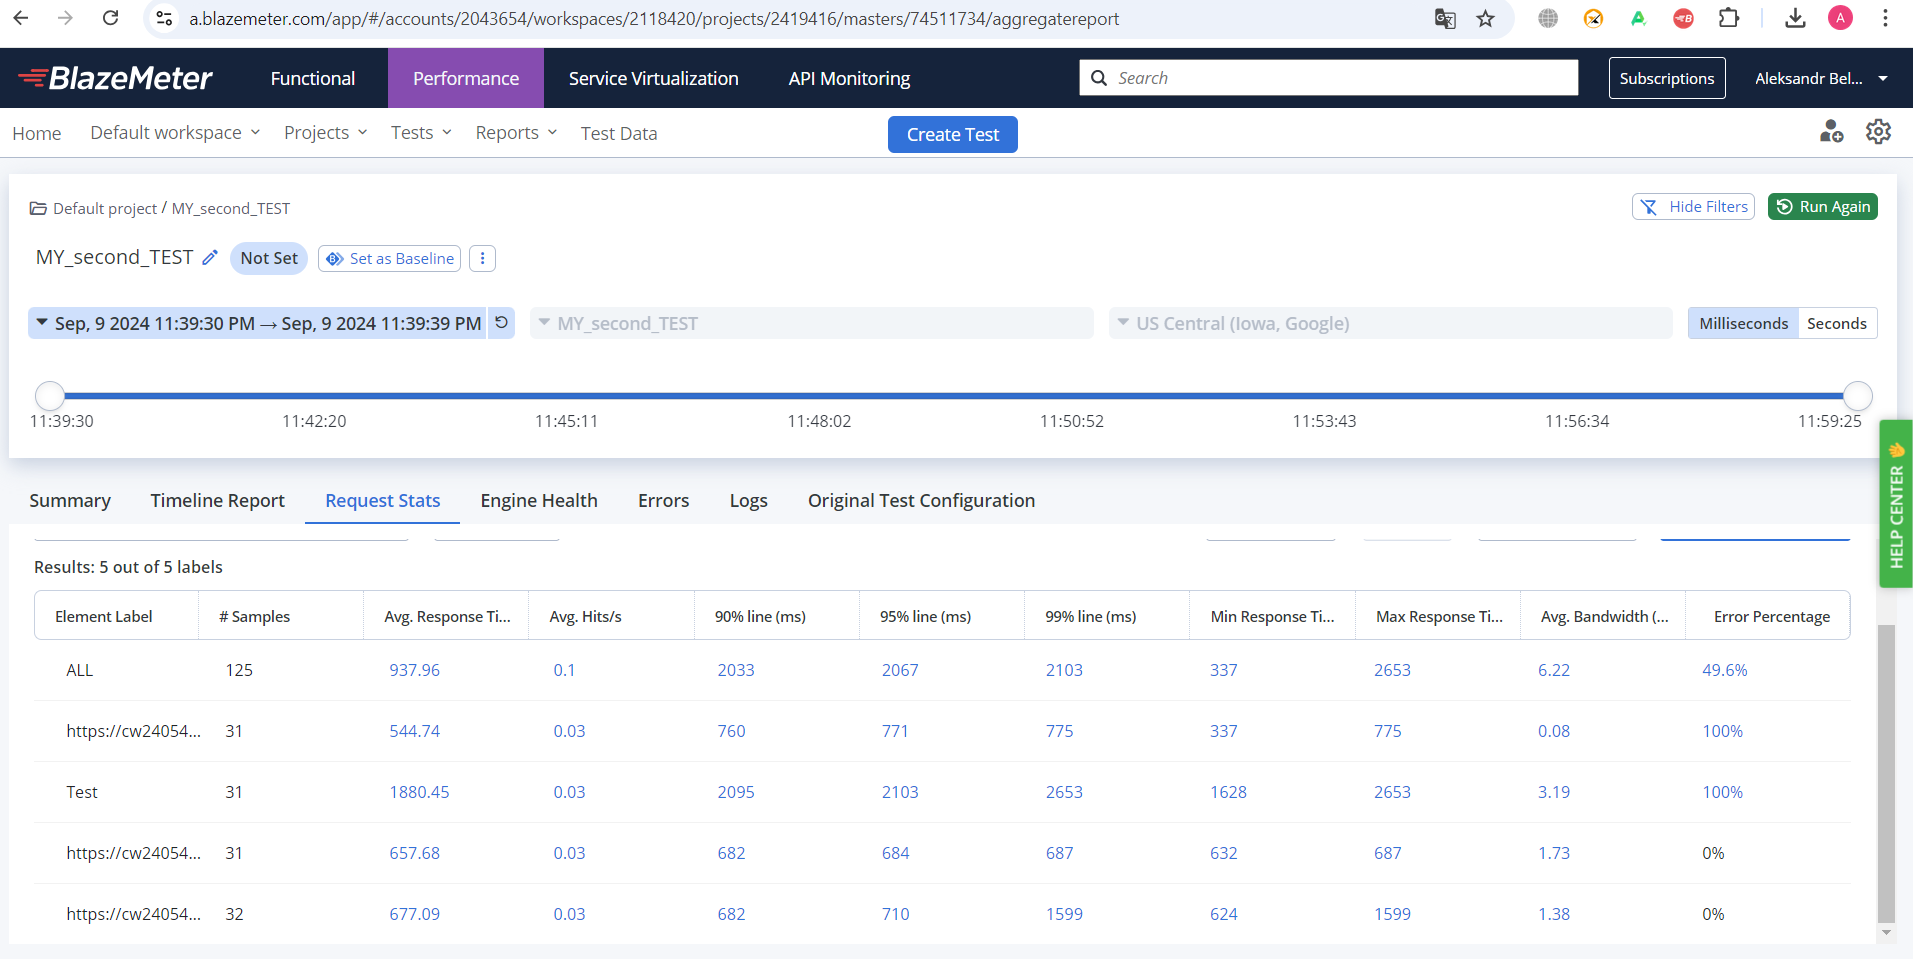 a.blazemeter.com/app/#/accounts/2043654/workspaces/2118420/projects/2419416/masters/74511734/aggregatereport
A
BlazeMeter Functional Performance Service Virtualization API Monitoring Search Subscriptions Aleksandr Bel...
Home Default workspace Projects Tests Reports Test Data Create Test
Default project / MY_second_TEST Hide Filters Run Again
MY_second_TEST Not Set Set as Baseline
Sep, 9 2024 11:39:30 PM → Sep, 9 2024 11:39:39 PM MY_second_TEST US Central (Iowa, Google) Milliseconds Seconds
11:39:30 11:42:20 11:45:11 11:48:02 11:50:52 11:53:43 11:56:34 11:59:25
HELP CENTER
Summary Timeline Report Request Stats Engine Health Errors Logs Original Test Configuration
Results: 5 out of 5 labels
Element Label # Samples Avg. Response Ti... Avg. Hits/s 90% line (ms) 95% line (ms) 99% line (ms) Min Response Ti... Max Response Ti... Avg. Bandwidth (... Error Percentage
ALL 125 937.96 0.1 2033 2067 2103 337 2653 6.22 49.6%
https://cw24054... 31 544.74 0.03 760 771 775 337 775 0.08 100%
Test 31 1880.45 0.03 2095 2103 2653 1628 2653 3.19 100%
https://cw24054... 31 657.68 0.03 682 684 687 632 687 1.73 0%
https://cw24054... 32 677.09 0.03 682 710 1599 624 1599 1.38 0%